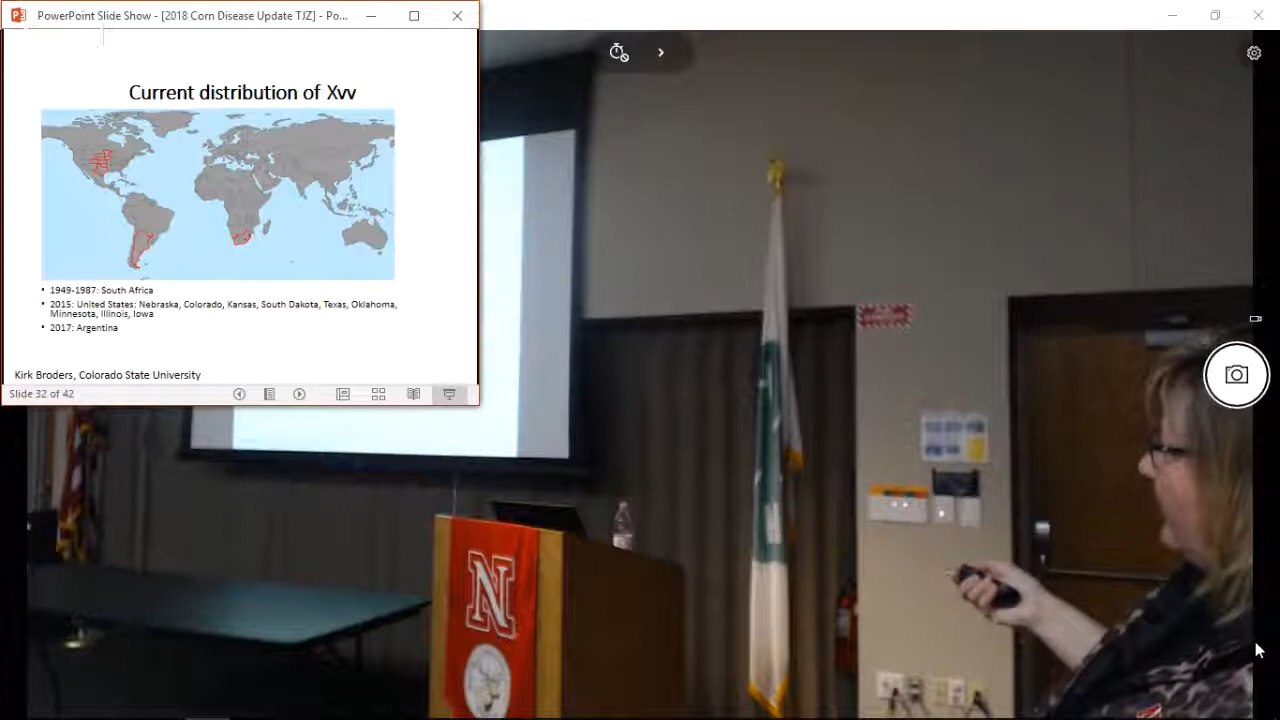 PowerPoint Slide Show - [2018 Corn Disease Update TJZ] - Po...
Current distribution of Xvv
• 1949-1987: South Africa
• 2015: United States: Nebraska, Colorado, Kansas, South Dakota, Texas, Oklahoma,
Minnesota, Illinois, Iowa
• 2017: Argentina
Kirk Broders, Colorado State University
Slide 32 of 42
N